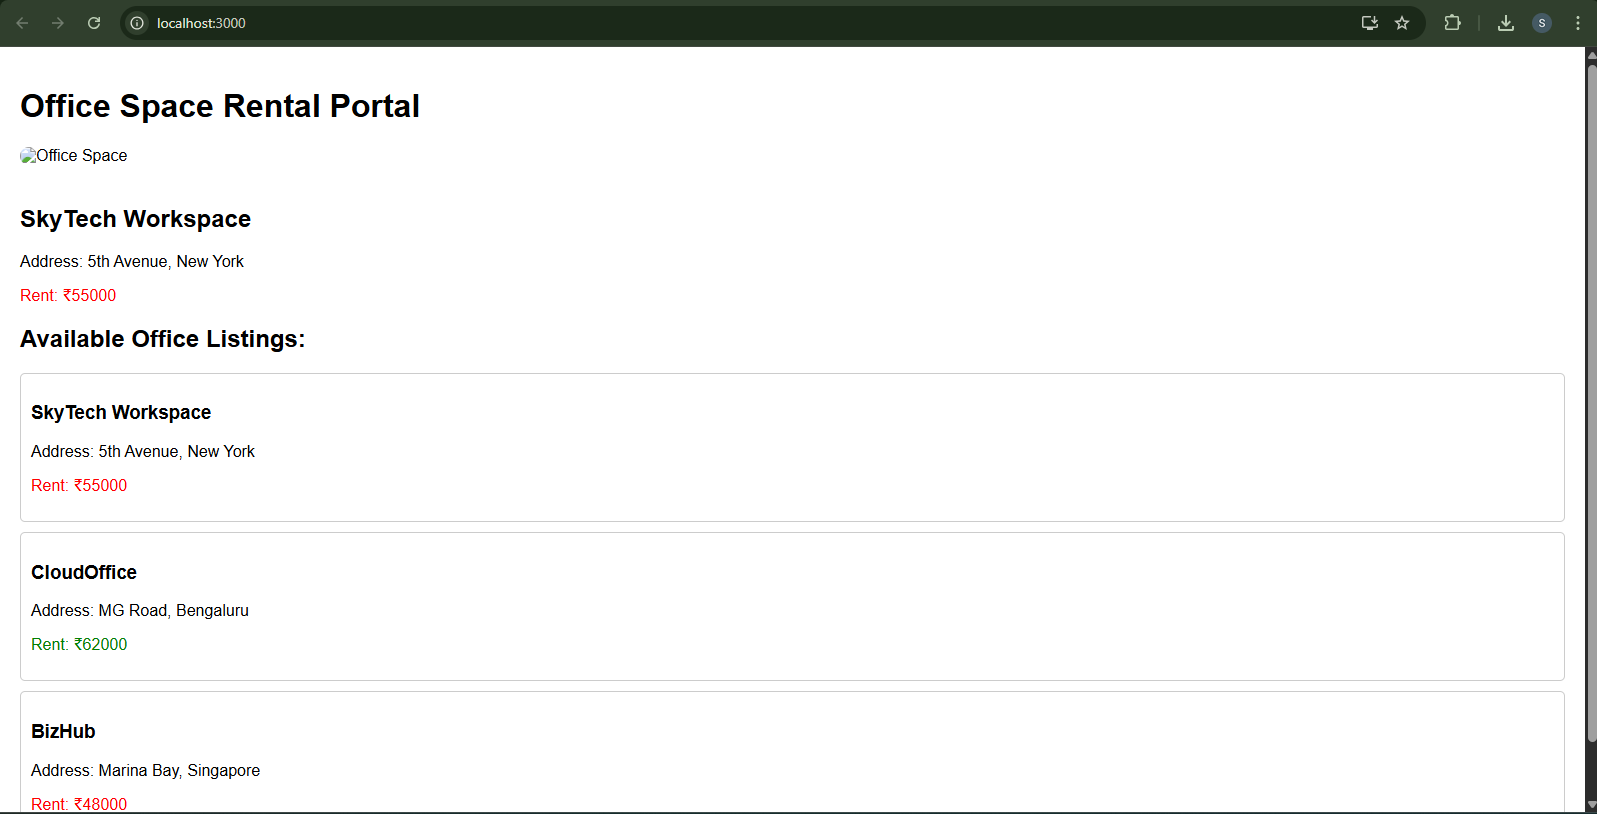 localhost:3000
S
Office Space Rental Portal
Office Space
SkyTech Workspace
Address: 5th Avenue, New York
Rent: ₹55000
Available Office Listings:
SkyTech Workspace
Address: 5th Avenue, New York
Rent: ₹55000
CloudOffice
Address: MG Road, Bengaluru
Rent: ₹62000
BizHub
Address: Marina Bay, Singapore
Rent: ₹48000